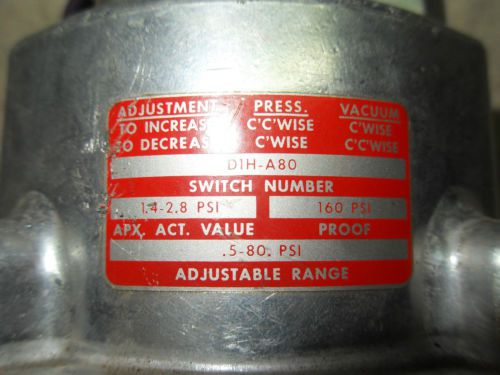 ADJUSTMENT PRESS. VACUUM
TO INCREASE C'C'WISE C'WISE
TO DECREASE C'WISE C'C'WISE
D1H-A80
SWITCH NUMBER
1.4-2.8 PSI 160 PSI
APX. ACT. VALUE PROOF
.5-80. PSI
ADJUSTABLE RANGE